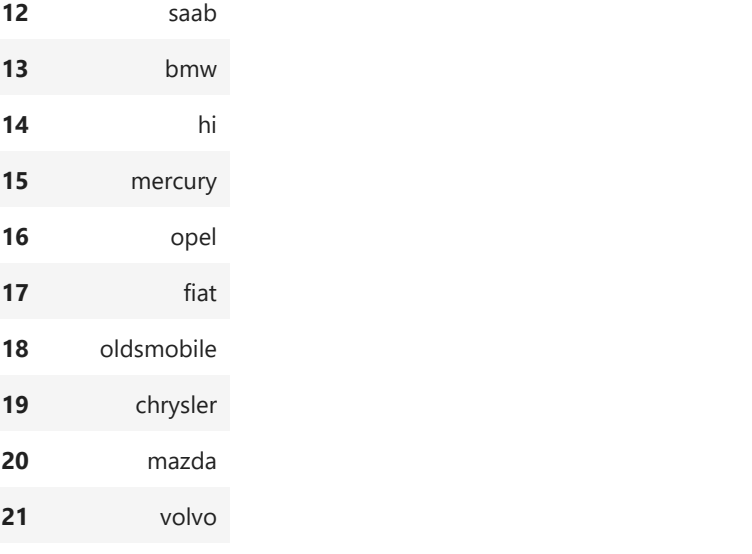 12 saab
13 bmw
14 hi
15 mercury
16 opel
17 fiat
18 oldsmobile
19 chrysler
20 mazda
21 volvo